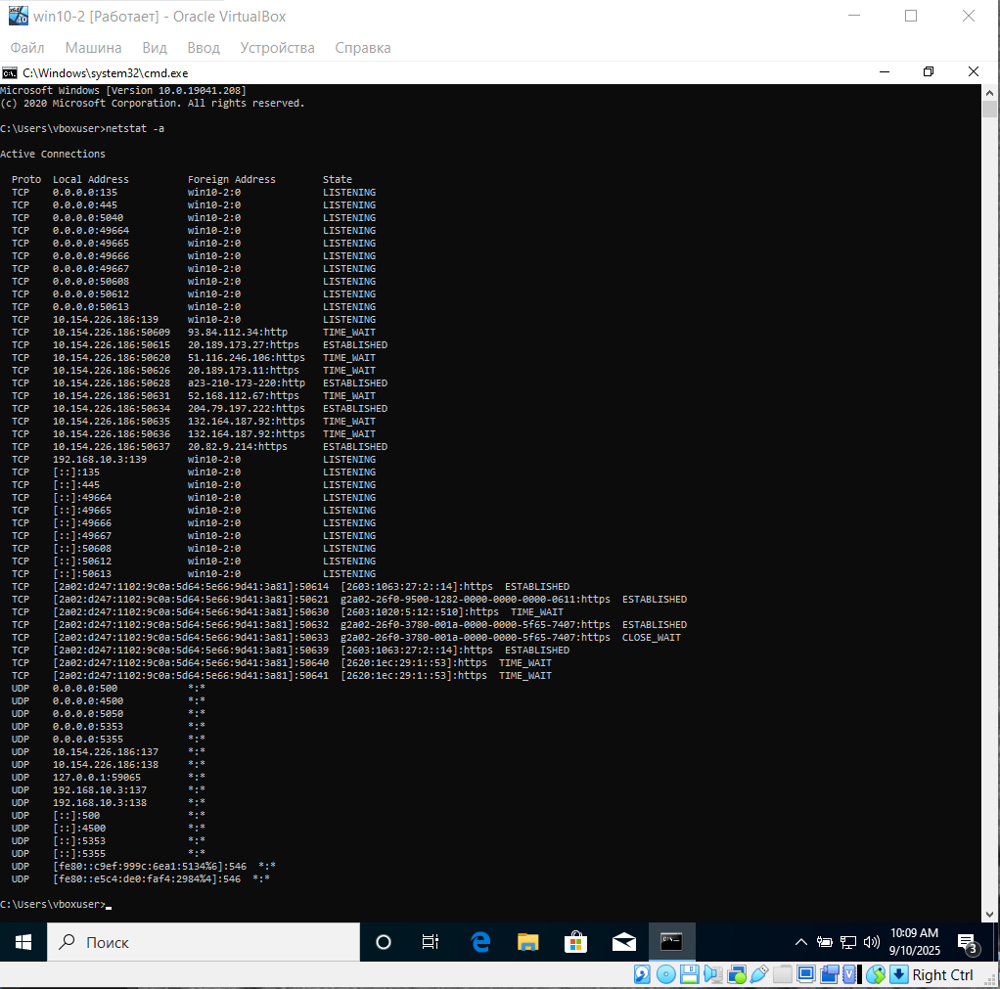 win10-2 [Работает] - Oracle VirtualBox
Файл Машина Вид Ввод Устройства Справка
C:\Windows\system32\cmd.exe
Microsoft Windows [Version 10.0.19041.208]
(c) 2020 Microsoft Corporation. All rights reserved.
C:\Users\vboxuser>netstat -a
Active Connections
Proto Local Address Foreign Address State
TCP 0.0.0.0:135 win10-2:0 LISTENING
TCP 0.0.0.0:445 win10-2:0 LISTENING
TCP 0.0.0.0:5040 win10-2:0 LISTENING
TCP 0.0.0.0:49664 win10-2:0 LISTENING
TCP 0.0.0.0:49665 win10-2:0 LISTENING
TCP 0.0.0.0:49666 win10-2:0 LISTENING
TCP 0.0.0.0:49667 win10-2:0 LISTENING
TCP 0.0.0.0:50608 win10-2:0 LISTENING
TCP 0.0.0.0:50612 win10-2:0 LISTENING
TCP 0.0.0.0:50613 win10-2:0 LISTENING
TCP 10.154.226.186:139 win10-2:0 LISTENING
TCP 10.154.226.186:50609 93.84.112.34:http TIME_WAIT
TCP 10.154.226.186:50615 20.189.173.27:https ESTABLISHED
TCP 10.154.226.186:50620 51.116.246.106:https TIME_WAIT
TCP 10.154.226.186:50626 20.189.173.11:https TIME_WAIT
TCP 10.154.226.186:50628 a23-210-173-220:http ESTABLISHED
TCP 10.154.226.186:50631 52.168.112.67:https TIME_WAIT
TCP 10.154.226.186:50634 204.79.197.222:https ESTABLISHED
TCP 10.154.226.186:50635 132.164.187.92:https TIME_WAIT
TCP 10.154.226.186:50636 132.164.187.92:https TIME_WAIT
TCP 10.154.226.186:50637 20.82.9.214:https ESTABLISHED
TCP 192.168.10.3:139 win10-2:0 LISTENING
TCP [::]:135 win10-2:0 LISTENING
TCP [::]:445 win10-2:0 LISTENING
TCP [::]:49664 win10-2:0 LISTENING
TCP [::]:49665 win10-2:0 LISTENING
TCP [::]:49666 win10-2:0 LISTENING
TCP [::]:49667 win10-2:0 LISTENING
TCP [::]:50608 win10-2:0 LISTENING
TCP [::]:50612 win10-2:0 LISTENING
TCP [::]:50613 win10-2:0 LISTENING
TCP [2a02:d247:1102:9c0a:5d64:5e66:9d41:3a81]:50614 [2603:1063:27:2::14]:https ESTABLISHED
TCP [2a02:d247:1102:9c0a:5d64:5e66:9d41:3a81]:50621 g2a02-26f0-9500-1282-0000-0000-0000-0611:https ESTABLISHED
TCP [2a02:d247:1102:9c0a:5d64:5e66:9d41:3a81]:50630 [2603:1020:5:12::510]:https TIME_WAIT
TCP [2a02:d247:1102:9c0a:5d64:5e66:9d41:3a81]:50632 g2a02-26f0-3780-001a-0000-0000-5f65-7407:https ESTABLISHED
TCP [2a02:d247:1102:9c0a:5d64:5e66:9d41:3a81]:50633 g2a02-26f0-3780-001a-0000-0000-5f65-7407:https CLOSE_WAIT
TCP [2a02:d247:1102:9c0a:5d64:5e66:9d41:3a81]:50639 [2603:1063:27:2::14]:https ESTABLISHED
TCP [2a02:d247:1102:9c0a:5d64:5e66:9d41:3a81]:50640 [2620:1ec:29:1::53]:https TIME_WAIT
TCP [2a02:d247:1102:9c0a:5d64:5e66:9d41:3a81]:50641 [2620:1ec:29:1::53]:https TIME_WAIT
UDP 0.0.0.0:500 *:*
UDP 0.0.0.0:4500 *:*
UDP 0.0.0.0:5050 *:*
UDP 0.0.0.0:5353 *:*
UDP 0.0.0.0:5355 *:*
UDP 10.154.226.186:137 *:*
UDP 10.154.226.186:138 *:*
UDP 127.0.0.1:59065 *:*
UDP 192.168.10.3:137 *:*
UDP 192.168.10.3:138 *:*
UDP [::]:500 *:*
UDP [::]:4500 *:*
UDP [::]:5353 *:*
UDP [::]:5355 *:*
UDP [fe80::c9ef:999c:6ea1:5134%6]:546 *:*
UDP [fe80::e5c4:de0:faf4:2984%4]:546 *:*
C:\Users\vboxuser>_
Поиск
10:09 AM
9/10/2025
3
Right Ctrl